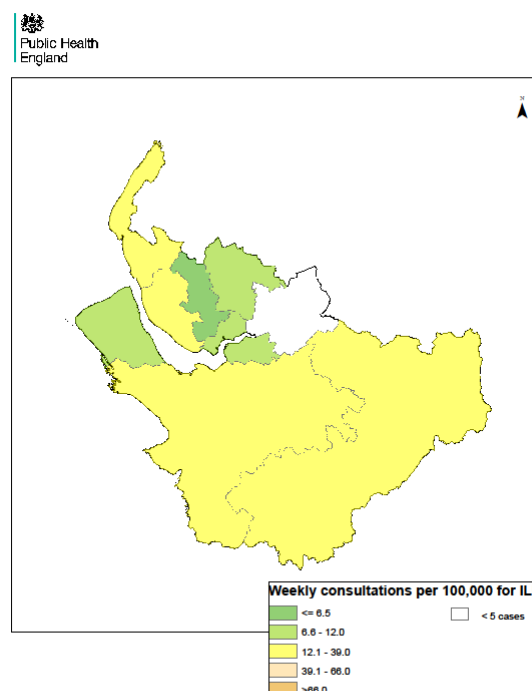 Public Health
England
N
Weekly consultations per 100,000 for IL
<= 6.5
< 5 cases
6.6 - 12.0
12.1 - 39.0
39.1 - 66.0
>66.0